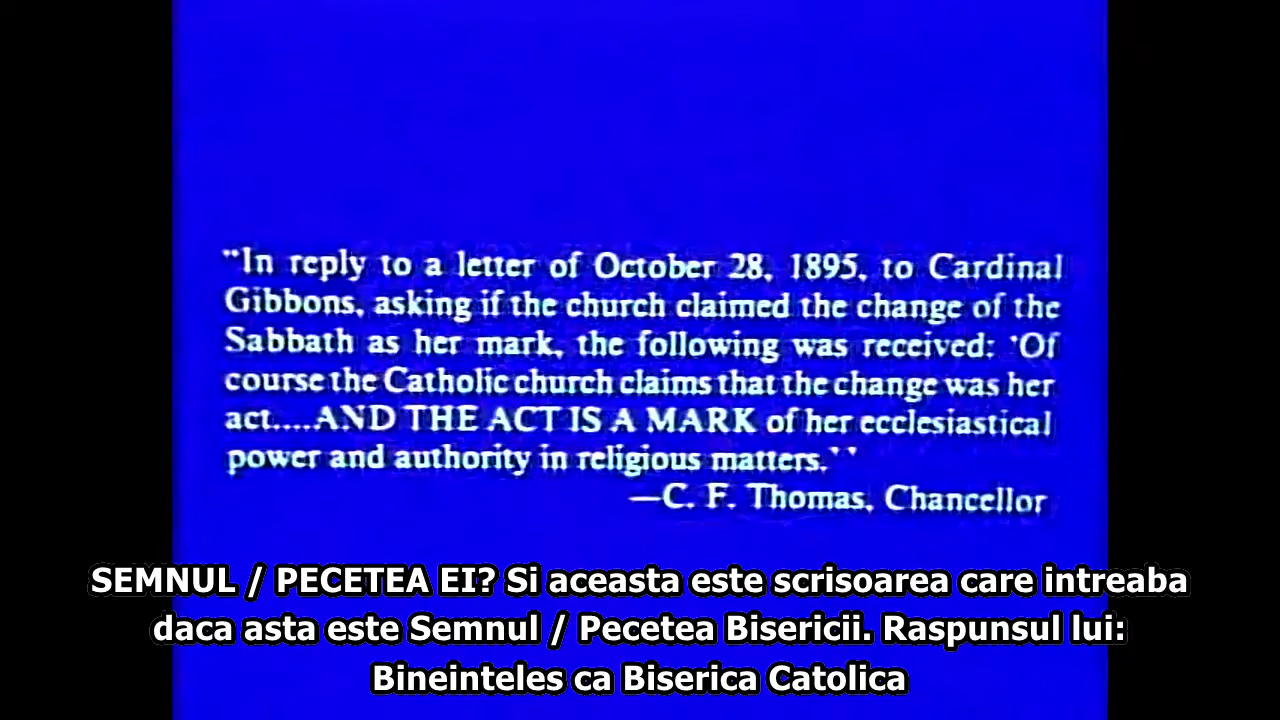 "In reply to a letter of October 28, 1895, to Cardinal
Gibbons, asking if the church claimed the change of the
Sabbath as her mark, the following was received: 'Of
course the Catholic church claims that the change was her
act....AND THE ACT IS A MARK of her ecclesiastical
power and authority in religious matters.''
—C. F. Thomas, Chancellor
SEMNUL / PECETEA EI? Si aceasta este scrisoarea care intreaba
daca asta este Semnul / Pecetea Bisericii. Raspunsul lui:
Bineinteles ca Biserica Catolica